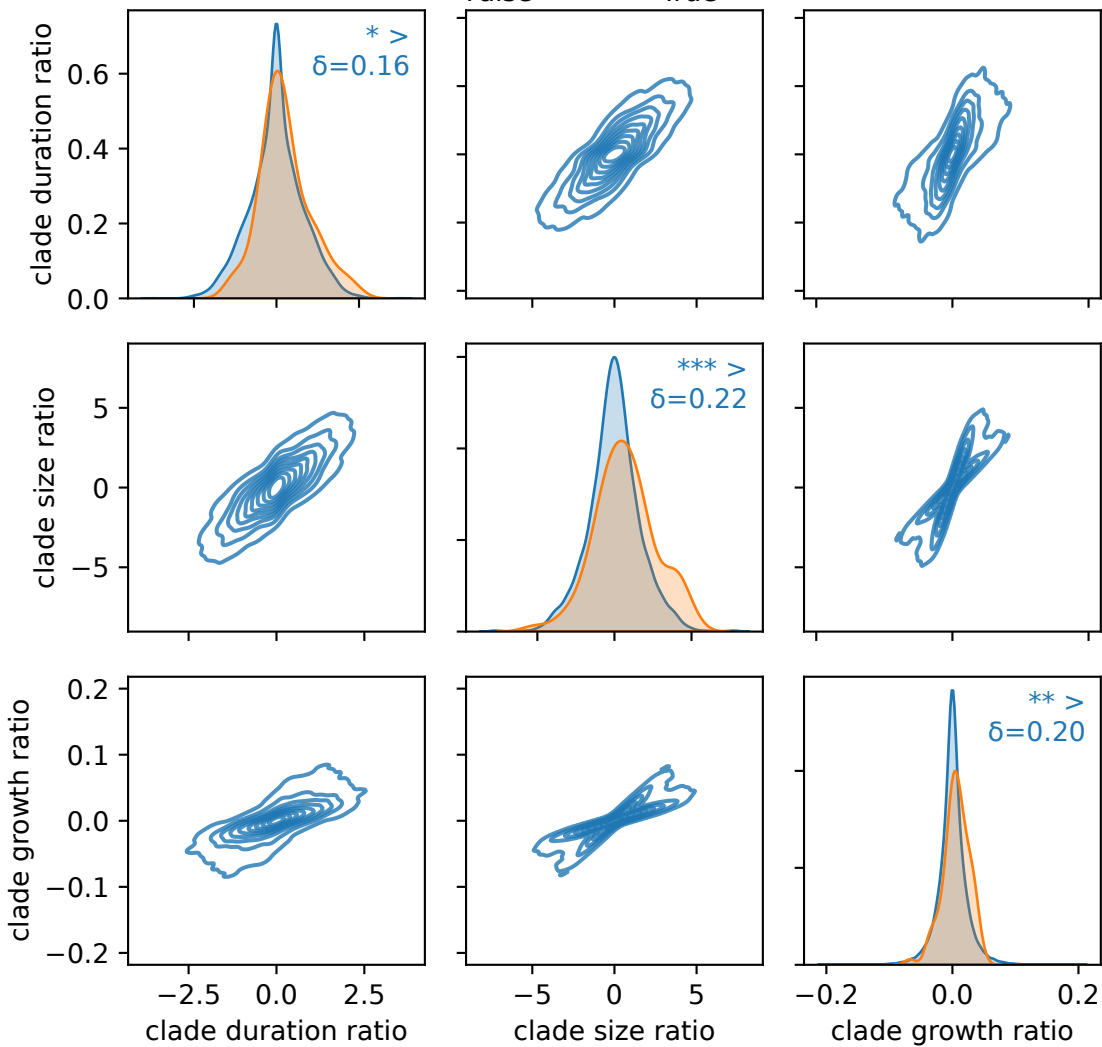 clade duration ratio
0.6
0.4
0.2
0.0
* >
δ=0.16
clade size ratio
5
0
−5
*** >
δ=0.22
clade growth ratio
0.2
0.1
0.0
−0.1
−0.2
** >
δ=0.20
−2.5 0.0 2.5
−5 0 5
−0.2 0.0 0.2
clade duration ratio
clade size ratio
clade growth ratio